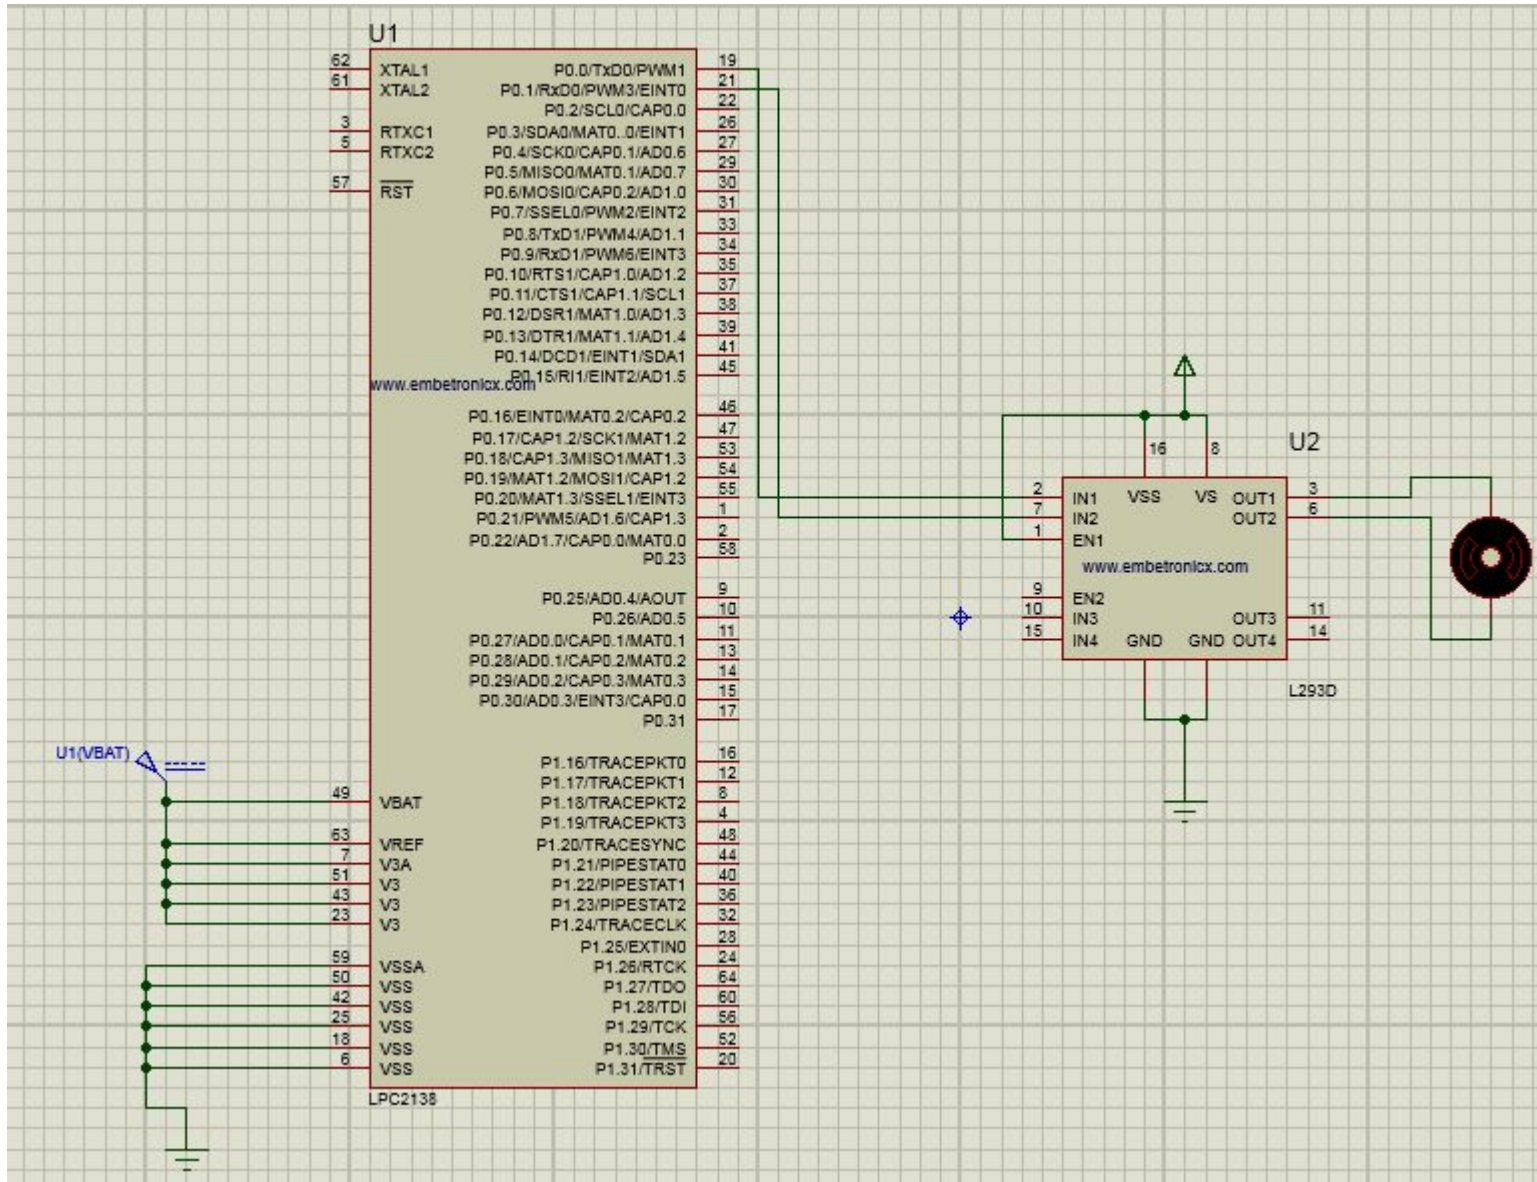 U1
62 XTAL1 P0.0/TxD0/PWM1 19
61 XTAL2 P0.1/RxD0/PWM3/EINT0 21
P0.2/SCL0/CAP0.0 22
3 RTXC1 P0.3/SDA0/MAT0..0/EINT1 26
5 RTXC2 P0.4/SCK0/CAP0.1/AD0.6 27
P0.5/MISO0/MAT0.1/AD0.7 29
57 RST P0.6/MOSI0/CAP0.2/AD1.0 30
P0.7/SSEL0/PWM2/EINT2 31
P0.8/TxD1/PWM4/AD1.1 33
P0.9/RxD1/PWM6/EINT3 34
P0.10/RTS1/CAP1.0/AD1.2 35
P0.11/CTS1/CAP1.1/SCL1 37
P0.12/DSR1/MAT1.0/AD1.3 38
P0.13/DTR1/MAT1.1/AD1.4 39
P0.14/DCD1/EINT1/SDA1 41
P0.15/RI1/EINT2/AD1.5 45
www.embetronicx.com
P0.16/EINT0/MAT0.2/CAP0.2 46
P0.17/CAP1.2/SCK1/MAT1.2 47
P0.18/CAP1.3/MISO1/MAT1.3 53
P0.19/MAT1.2/MOSI1/CAP1.2 54
P0.20/MAT1.3/SSEL1/EINT3 55
P0.21/PWM5/AD1.6/CAP1.3 1
P0.22/AD1.7/CAP0.0/MAT0.0 2
P0.23 58
P0.25/AD0.4/AOUT 9
P0.26/AD0.5 10
P0.27/AD0.0/CAP0.1/MAT0.1 11
P0.28/AD0.1/CAP0.2/MAT0.2 13
P0.29/AD0.2/CAP0.3/MAT0.3 14
P0.30/AD0.3/EINT3/CAP0.0 15
P0.31 17
U1(VBAT)
P1.16/TRACEPKT0 16
P1.17/TRACEPKT1 12
49 VBAT P1.18/TRACEPKT2 8
P1.19/TRACEPKT3 4
63 VREF P1.20/TRACESYNC 48
7 V3A P1.21/PIPESTAT0 44
51 V3 P1.22/PIPESTAT1 40
43 V3 P1.23/PIPESTAT2 36
23 V3 P1.24/TRACECLK 32
P1.25/EXTIN0 28
59 VSSA P1.26/RTCK 24
50 VSS P1.27/TDO 64
42 VSS P1.28/TDI 60
25 VSS P1.29/TCK 56
18 VSS P1.30/TMS 52
6 VSS P1.31/TRST 20
LPC2138
U2
16 8
2 IN1 VSS VS OUT1 3
7 IN2 OUT2 6
1 EN1
www.embetronicx.com
9 EN2
10 IN3 OUT3 11
15 IN4 GND GND OUT4 14
L293D